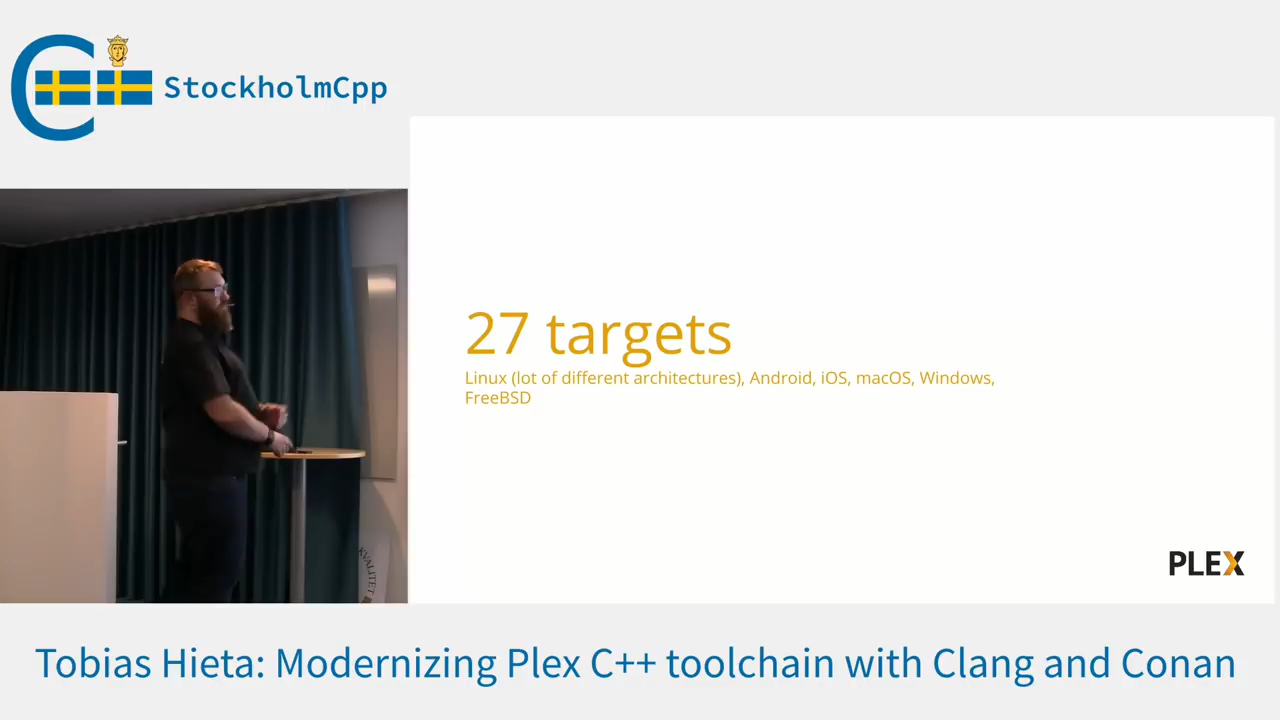 StockholmCpp
27 targets
Linux (lot of different architectures), Android, iOS, macOS, Windows,
FreeBSD
KVALITET
PLEX
Tobias Hieta: Modernizing Plex C++ toolchain with Clang and Conan